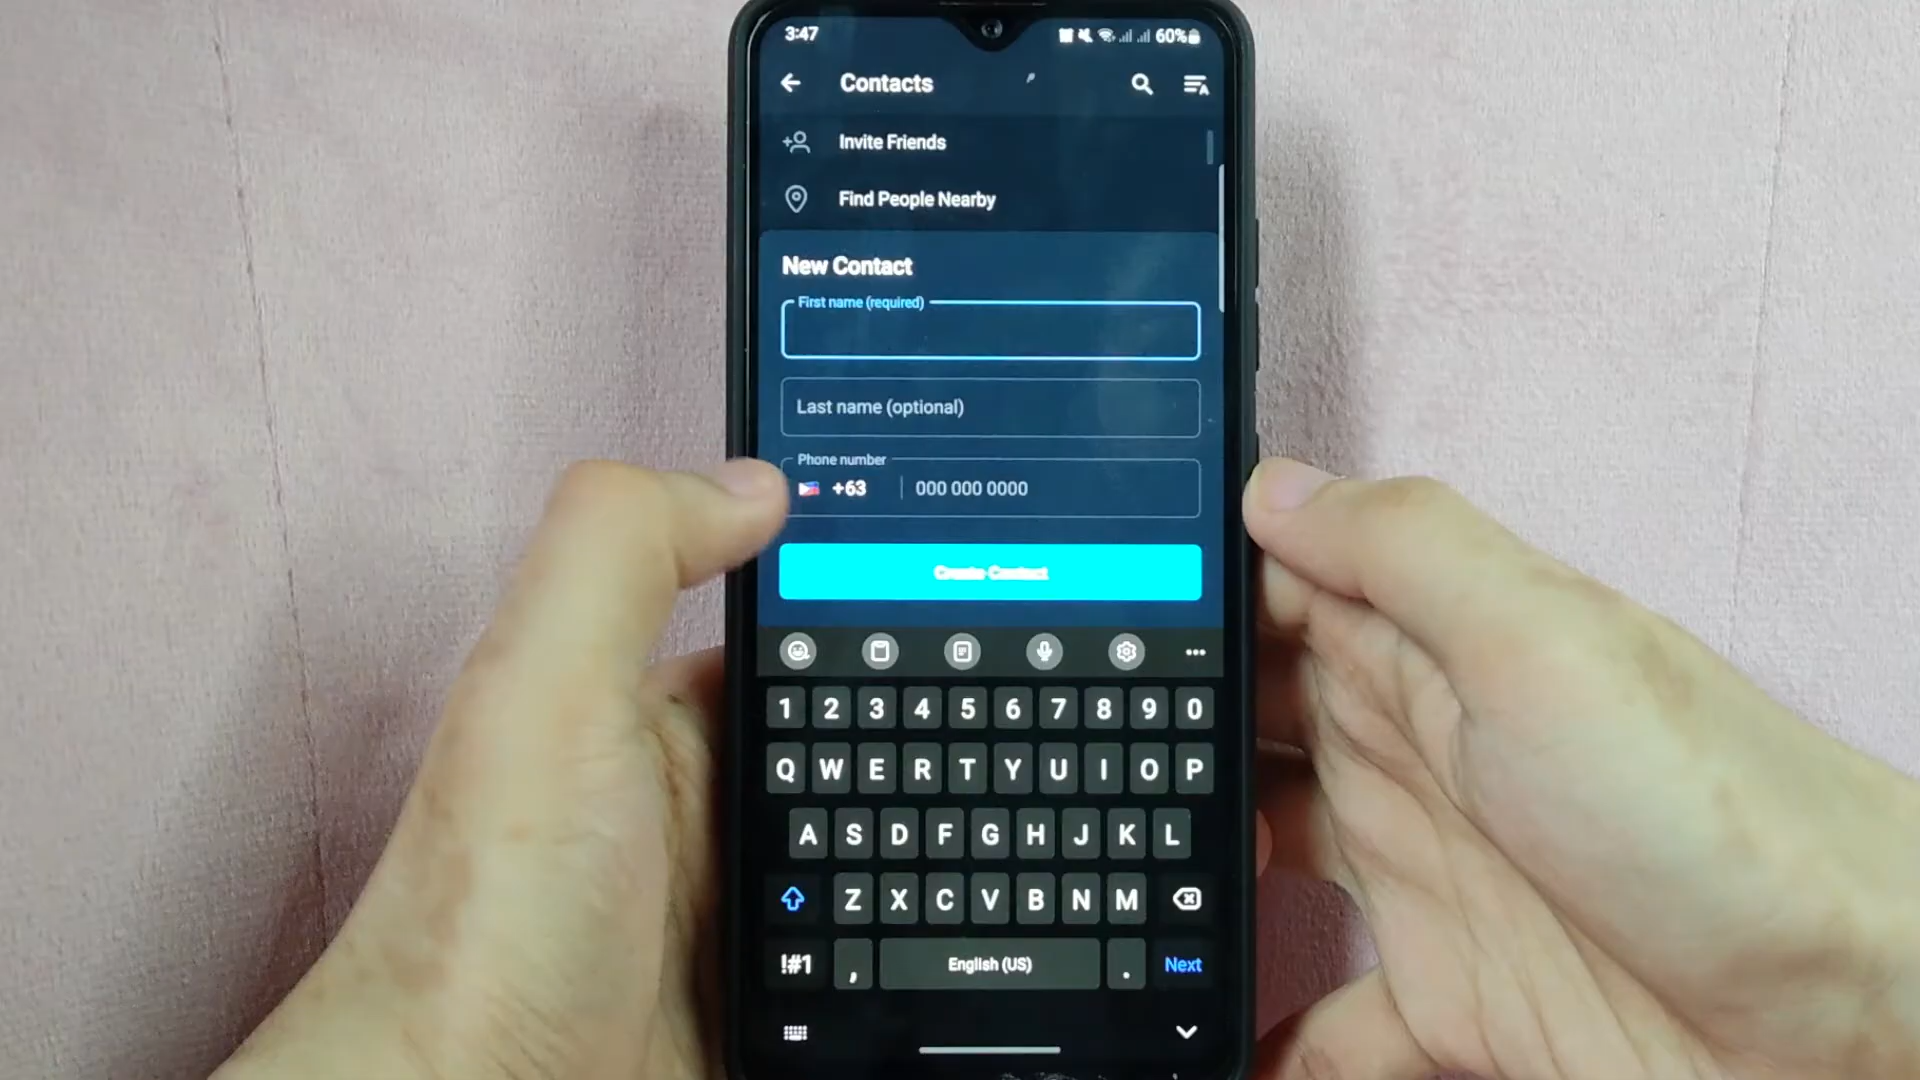 3:47
60%
Contacts
Invite Friends
Find People Nearby
New Contact
First name (required)
Last name (optional)
Phone number
+63 000 000 0000
Create Contact
1 2 3 4 5 6 7 8 9 0
Q W E R T Y U I O P
A S D F G H J K L
Z X C V B N M
!#1 , English (US) . Next